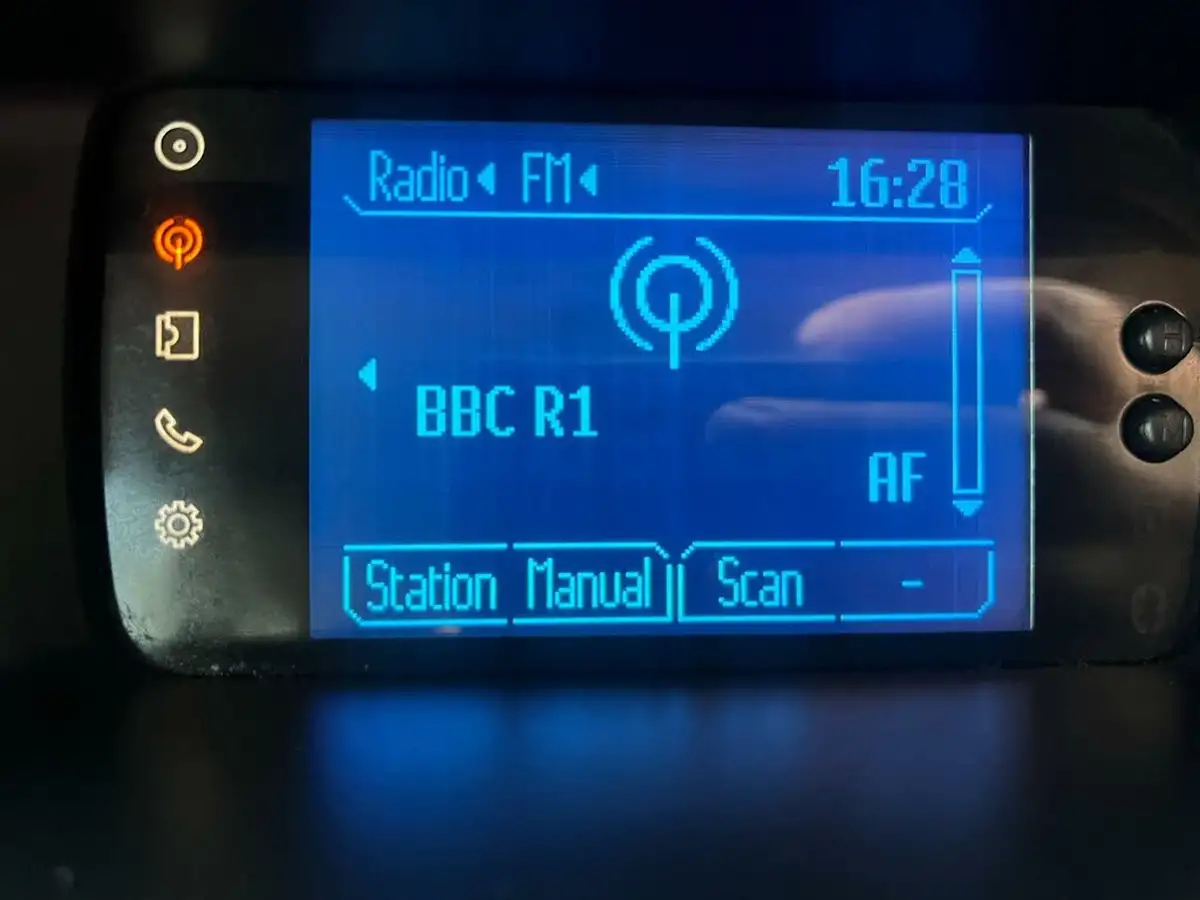 Radio FM 16:28
BBC R1
AF
Station Manual Scan -
H